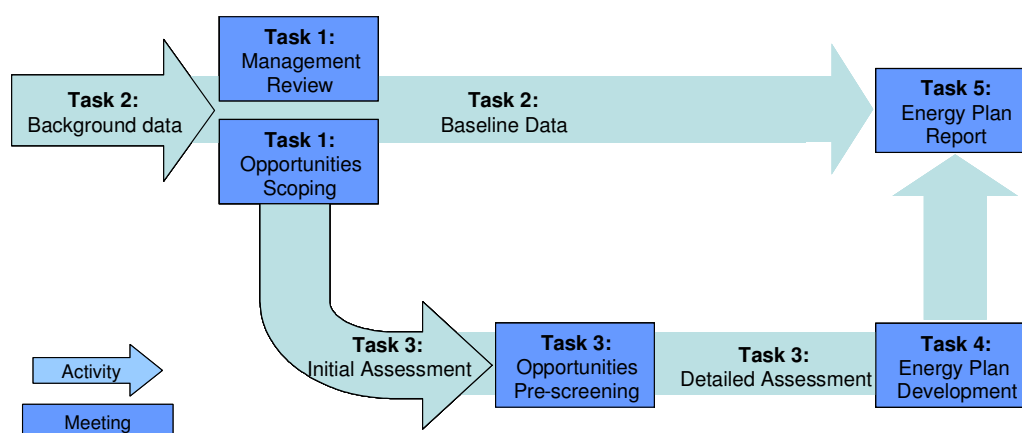 Task 1:
Management
Review
Task 2:
Background data
Task 2:
Baseline Data
Task 5:
Energy Plan
Report
Task 1:
Opportunities
Scoping
Task 3:
Initial Assessment
Task 3:
Opportunities
Pre-screening
Task 3:
Detailed Assessment
Task 4:
Energy Plan
Development
Activity
Meeting